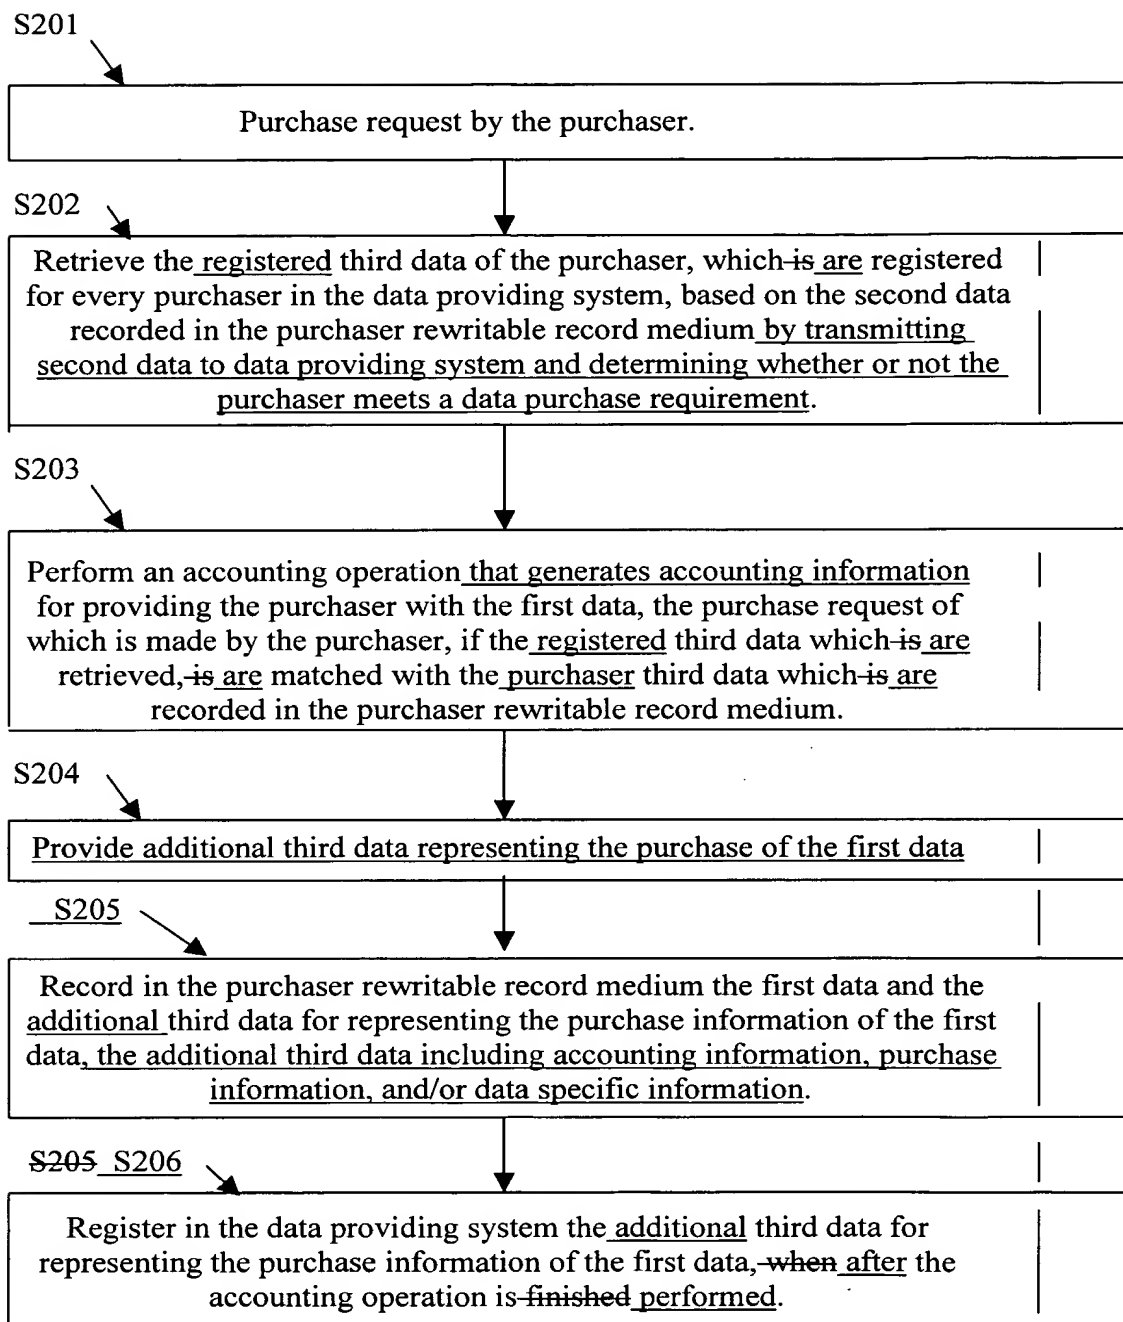 S201
Purchase request by the purchaser.
S202
Retrieve the registered third data of the purchaser, which is are registered
for every purchaser in the data providing system, based on the second data
recorded in the purchaser rewritable record medium by transmitting
second data to data providing system and determining whether or not the
purchaser meets a data purchase requirement.
S203
Perform an accounting operation that generates accounting information
for providing the purchaser with the first data, the purchase request of
which is made by the purchaser, if the registered third data which is are
retrieved, is are matched with the purchaser third data which is are
recorded in the purchaser rewritable record medium.
S204
Provide additional third data representing the purchase of the first data
S205
Record in the purchaser rewritable record medium the first data and the
additional third data for representing the purchase information of the first
data, the additional third data including accounting information, purchase
information, and/or data specific information.
S205 S206
Register in the data providing system the additional third data for
representing the purchase information of the first data, when after the
accounting operation is finished performed.